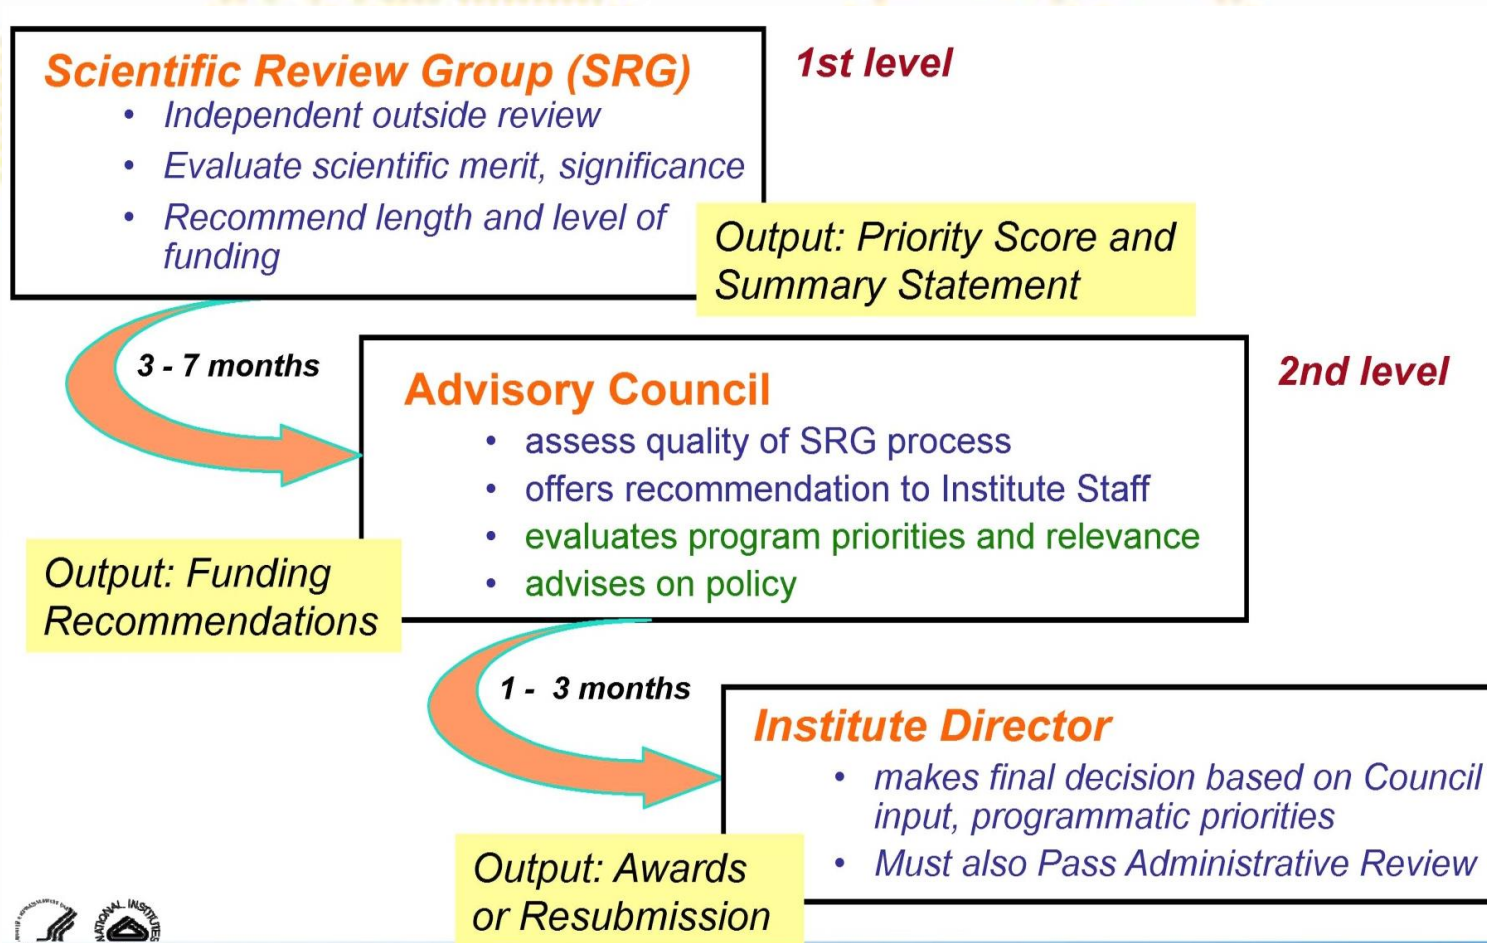 Scientific Review Group (SRG)
• Independent outside review
• Evaluate scientific merit, significance
• Recommend length and level of
funding
1st level
Output: Priority Score and
Summary Statement
3 - 7 months
Advisory Council
• assess quality of SRG process
• offers recommendation to Institute Staff
• evaluates program priorities and relevance
• advises on policy
2nd level
Output: Funding
Recommendations
1 - 3 months
Institute Director
• makes final decision based on Council
input, programmatic priorities
• Must also Pass Administrative Review
Output: Awards
or Resubmission